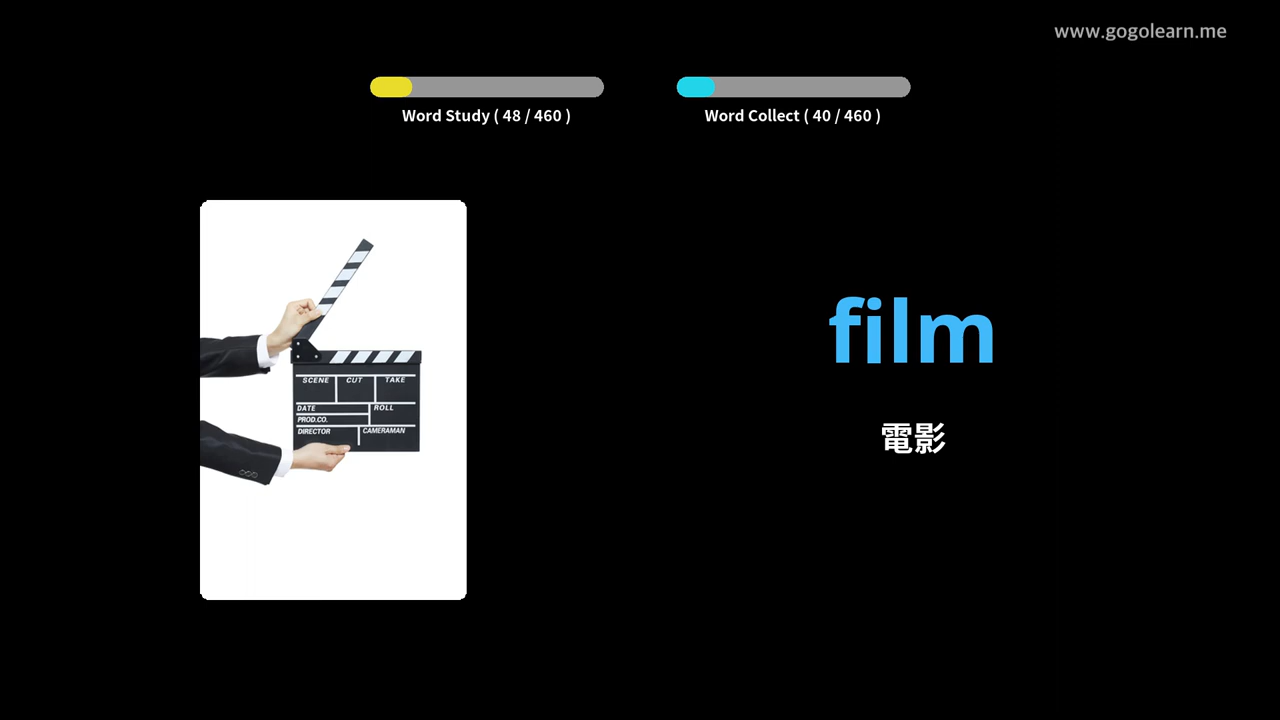 www.gogolearn.me
Word Study ( 48 / 460 )
Word Collect ( 40 / 460 )
SCENE CUT TAKE
DATE ROLL
PROD.CO.
DIRECTOR CAMERAMAN
film
電影